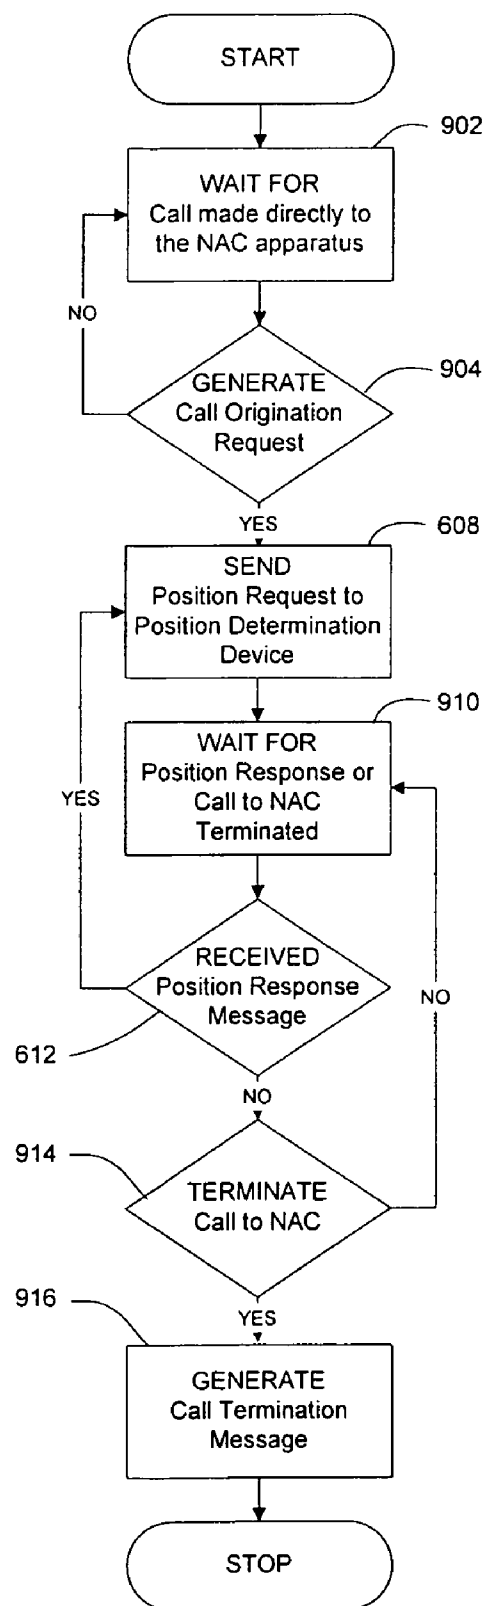 START
902
WAIT FOR
Call made directly to
the NAC apparatus
NO
904
GENERATE
Call Origination
Request
YES
608
SEND
Position Request to
Position Determination
Device
910
WAIT FOR
Position Response or
Call to NAC
Terminated
YES
RECEIVED
Position Response
Message
NO
612
NO
914
TERMINATE
Call to NAC
916
YES
GENERATE
Call Termination
Message
STOP